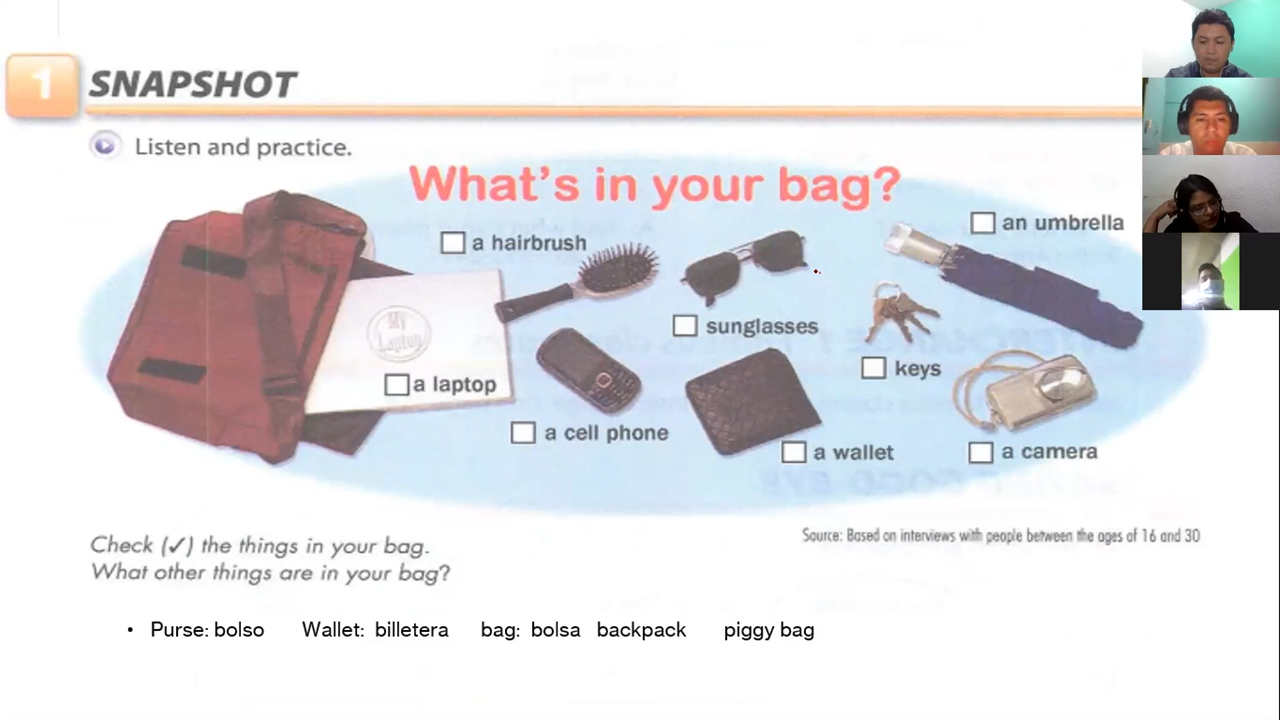 1 SNAPSHOT
Listen and practice.
What's in your bag?
a hairbrush
an umbrella
sunglasses
My
Laptop
keys
a laptop
a cell phone
a wallet
a camera
Source: Based on interviews with people between the ages of 16 and 30
Check (✓) the things in your bag.
What other things are in your bag?
• Purse: bolso Wallet: billetera bag: bolsa backpack piggy bag